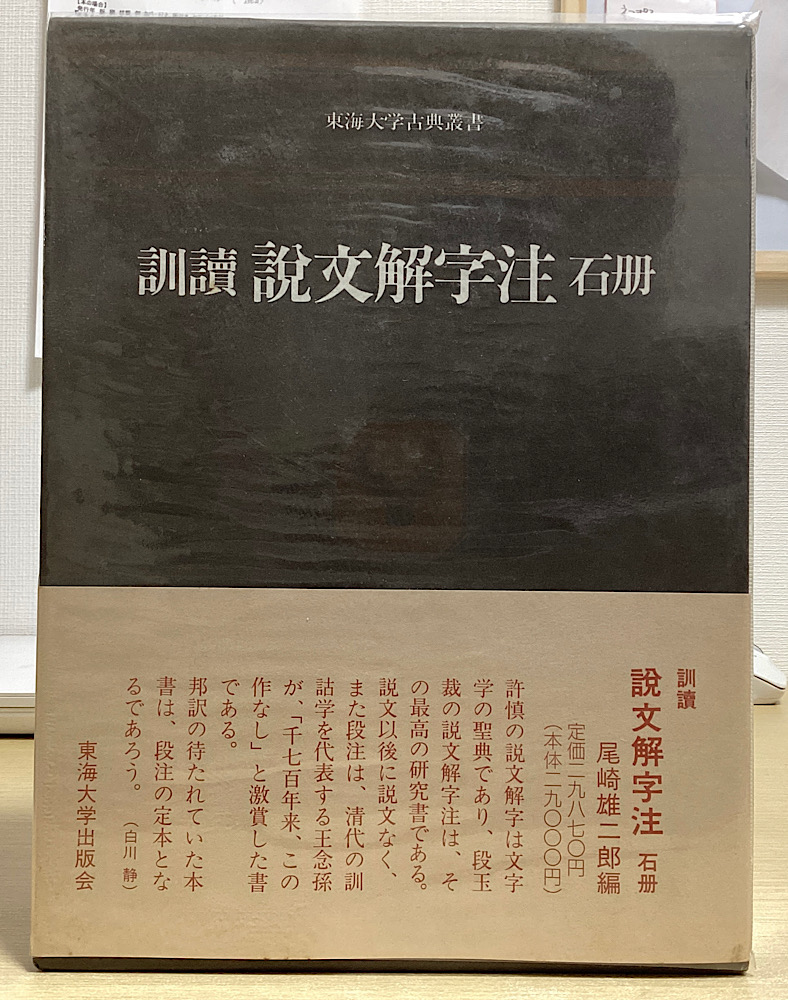 東海大学古典叢書
訓讀 說文解字注 石册
訓讀
說文解字注 石册
尾崎雄二郎編
定価二九八七〇円
（本体二九〇〇〇円）
許慎の説文解字は文字
学の聖典であり、段玉
裁の説文解字注は、そ
の最高の研究書である。
説文以後に説文なく、
また段注は、清代の訓
詁学を代表する王念孫
が、「千七百年来、この
作なし」と激賞した書
である。
邦訳の待たれていた本
書は、段注の定本とな
るであろう。（白川 静）
東海大学出版会